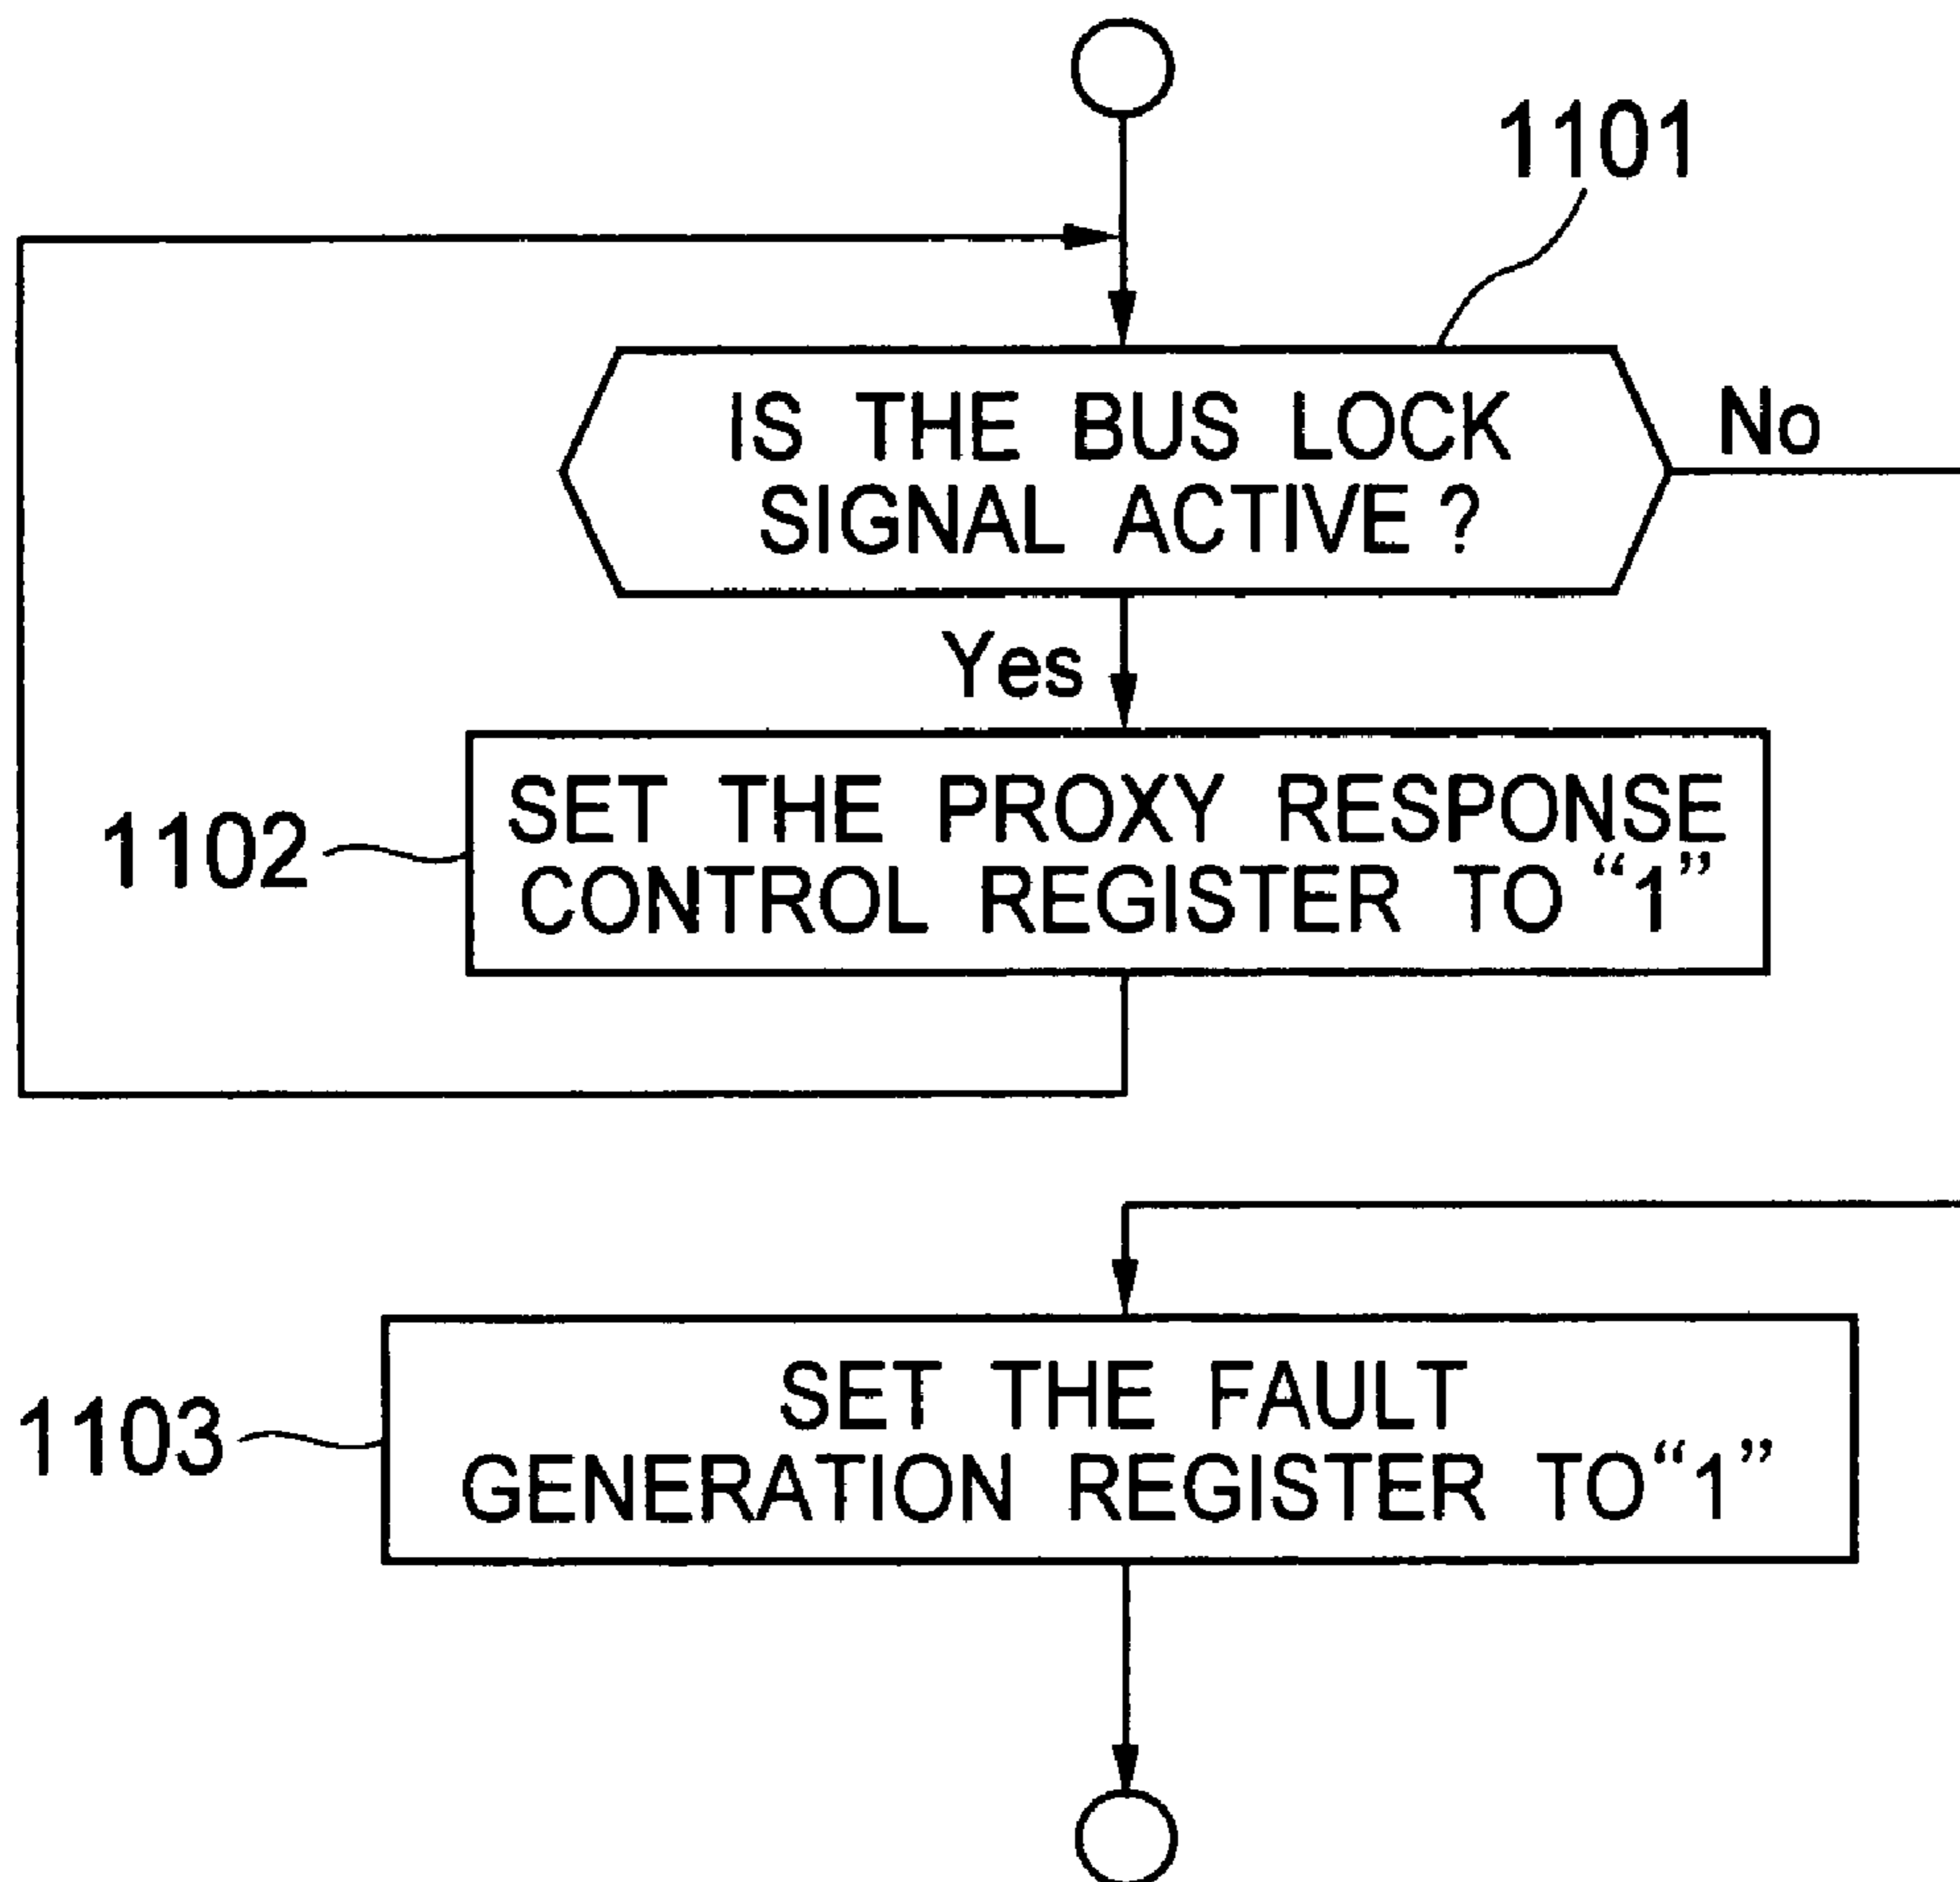 1101
IS THE BUS LOCK
SIGNAL ACTIVE ?
No
Yes
1102
SET THE PROXY RESPONSE
CONTROL REGISTER TO “1”
1103
SET THE FAULT
GENERATION REGISTER TO “1”